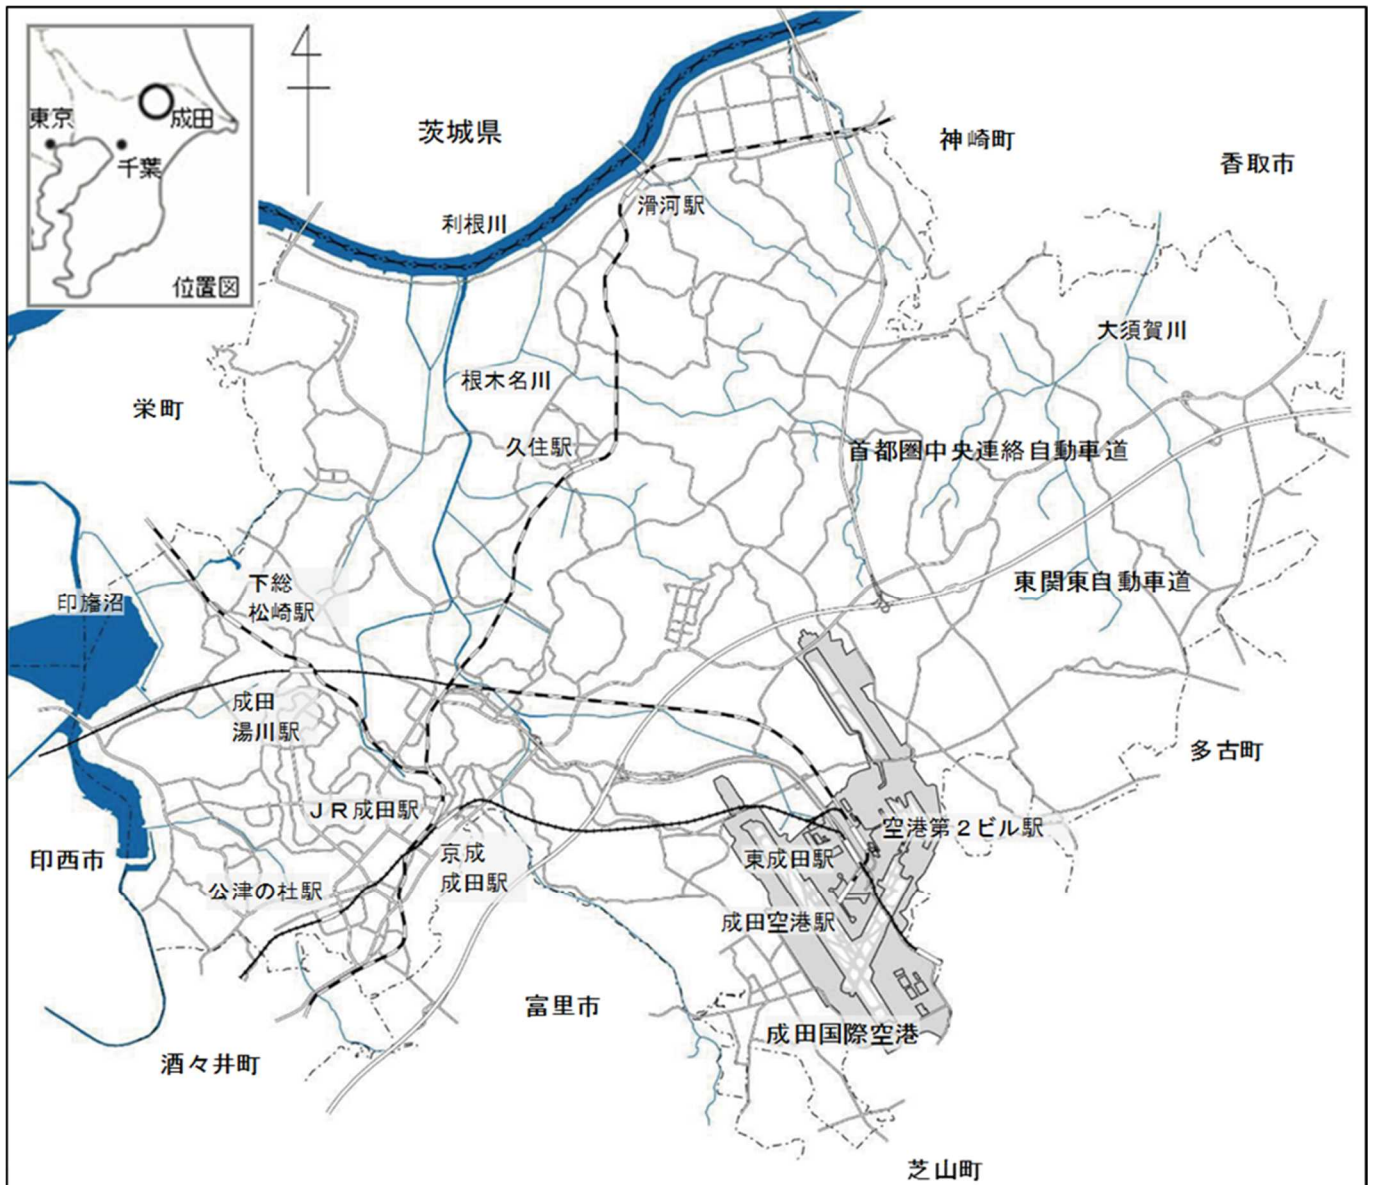 東京
成田
千葉
位置図
茨城県
神崎町
香取市
滑河駅
利根川
大須賀川
根木名川
栄町
久住駅
首都圏中央連絡自動車道
東関東自動車道
下総
松崎駅
印旛沼
成田
湯川駅
多古町
JR成田駅
空港第2ビル駅
京成
成田駅
東成田駅
印西市
公津の杜駅
成田空港駅
富里市
成田国際空港
酒々井町
芝山町